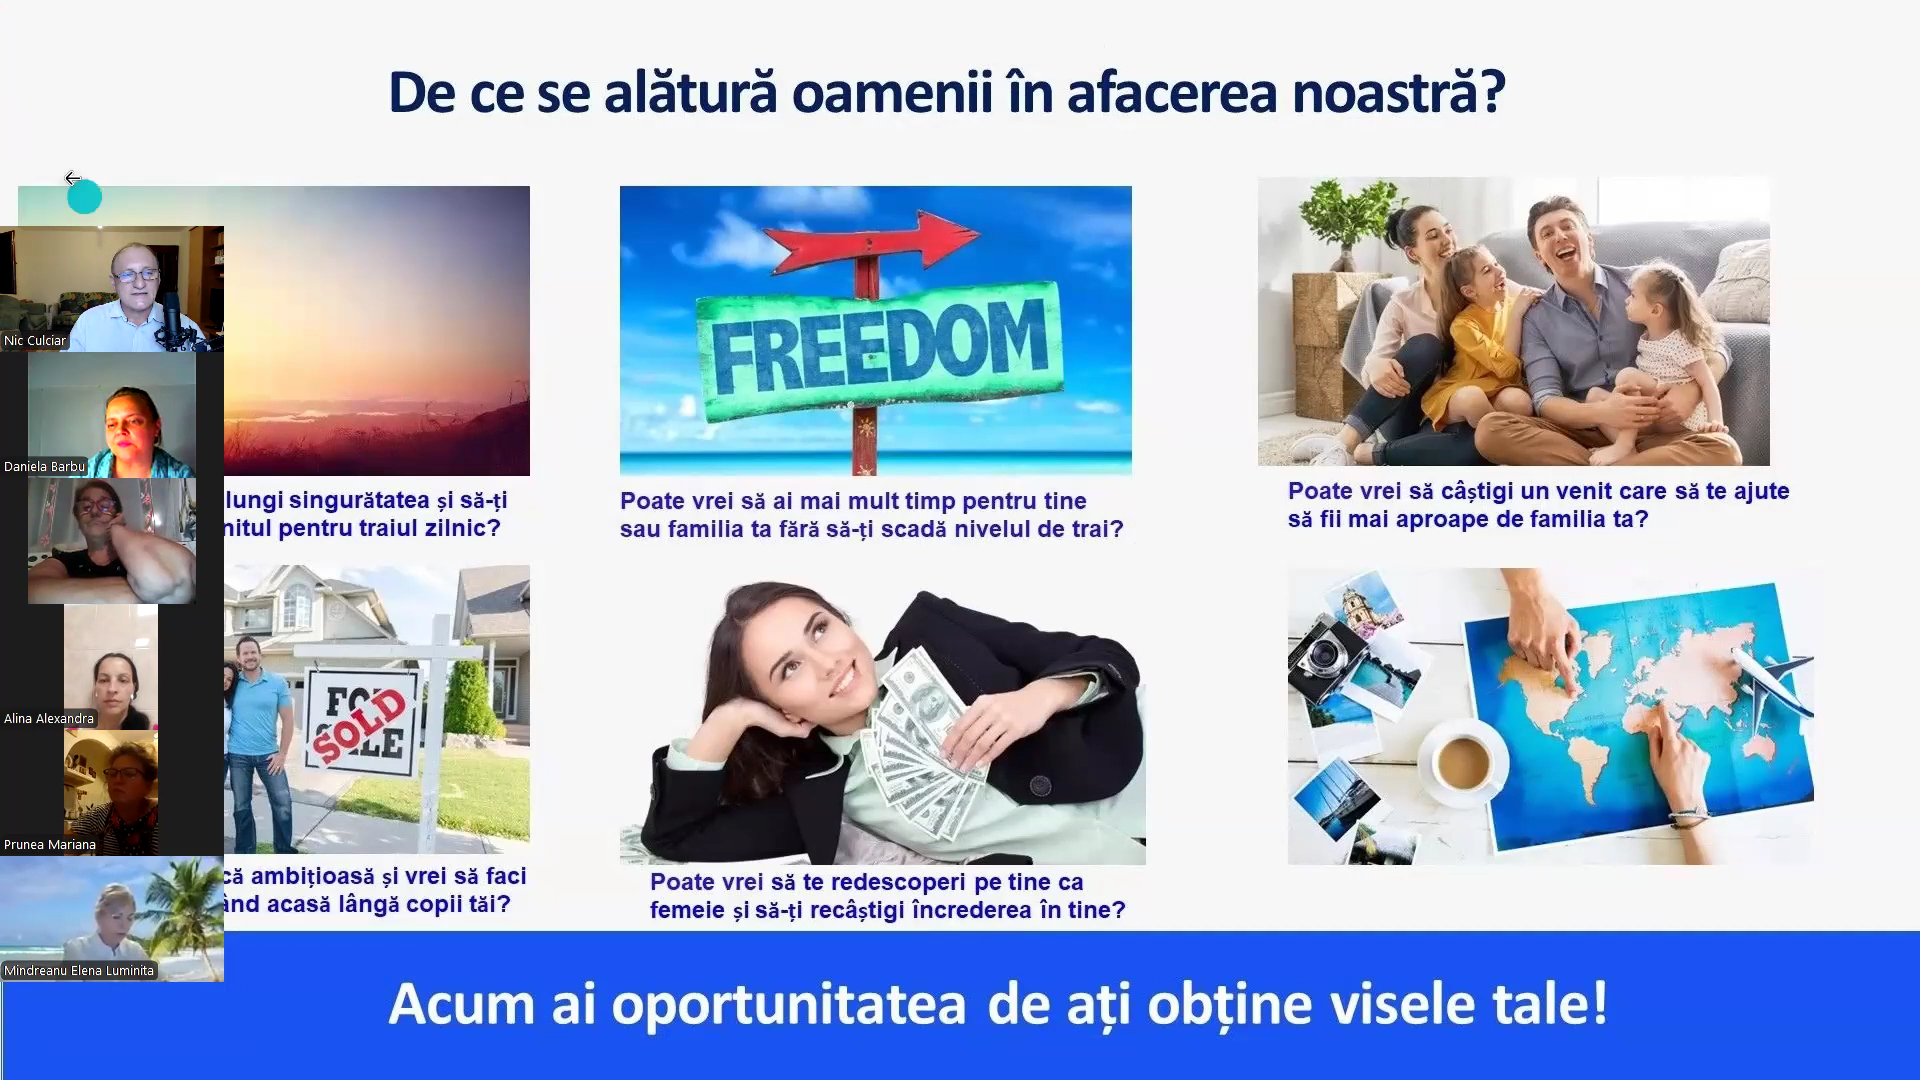 De ce se alătură oamenii în afacerea noastră?
Nic Culciar
Daniela Barbu
Alina Alexandra
Prunea Mariana
Mindreanu Elena Luminita
lungi singurătatea și să-ți
pentru traiul zilnic?
FREEDOM
Poate vrei să ai mai mult timp pentru tine
sau familia ta fără să-ți scadă nivelul de trai?
Poate vrei să câștigi un venit care să te ajute
să fii mai aproape de familia ta?
FOR
SALE
SOLD
că ambițioasă și vrei să faci
acasă lângă copii tăi?
Poate vrei să te redescoperi pe tine ca
femeie și să-ți recâștigi încrederea în tine?
Acum ai oportunitatea de ați obține visele tale!